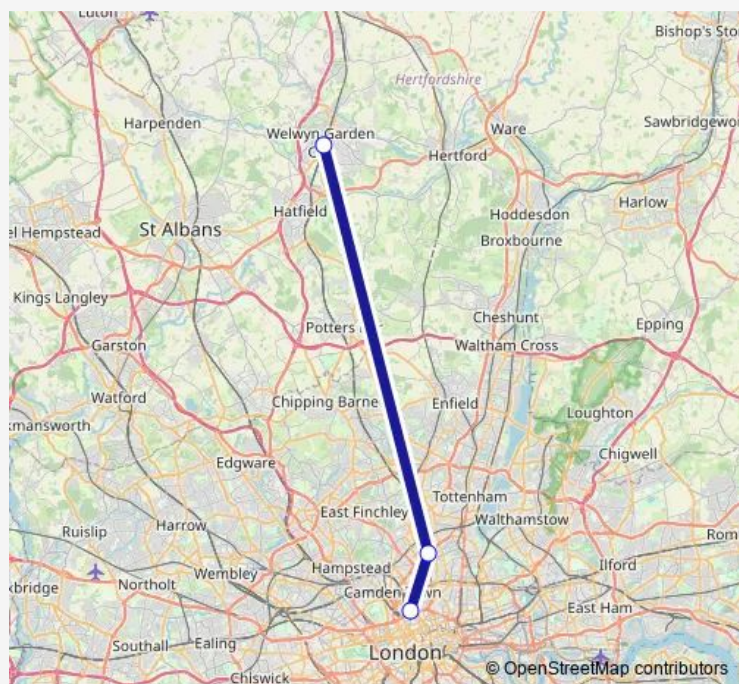 Luton
Bishop's Sto
Hertfordshire
Harpenden
Welwyn Garden
C
Ware
Sawbridgewo
Hertford
St Albans
Hatfield
Hoddesdon
Harlow
el Hempstead
Broxbourne
Kings Langley
Potters
Cheshunt
Epping
Garston
Waltham Cross
Watford
Chipping Barne
Enfield
Loughton
kmansworth
Chigwell
Edgware
Tottenham
East Finchley
Walthamstow
Ruislip
Harrow
Rom
Wembley
Hampstead
Ilford
xbridge
Northolt
Camden
wn
East Ham
Southall
Ealing
London
Chiswick
© OpenStreetMap contributors